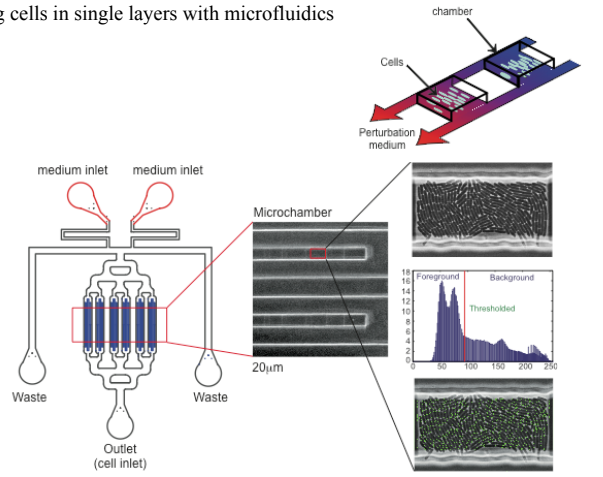 g cells in single layers with microfluidics
chamber
Cells
Perturbation
medium
medium inlet
medium inlet
Microchamber
Waste
Waste
20μm
Outlet
(cell inlet)
18
16
14
12
10
8
6
4
2
0
Foreground
Background
Thresholded
0
50
100
150
200
250